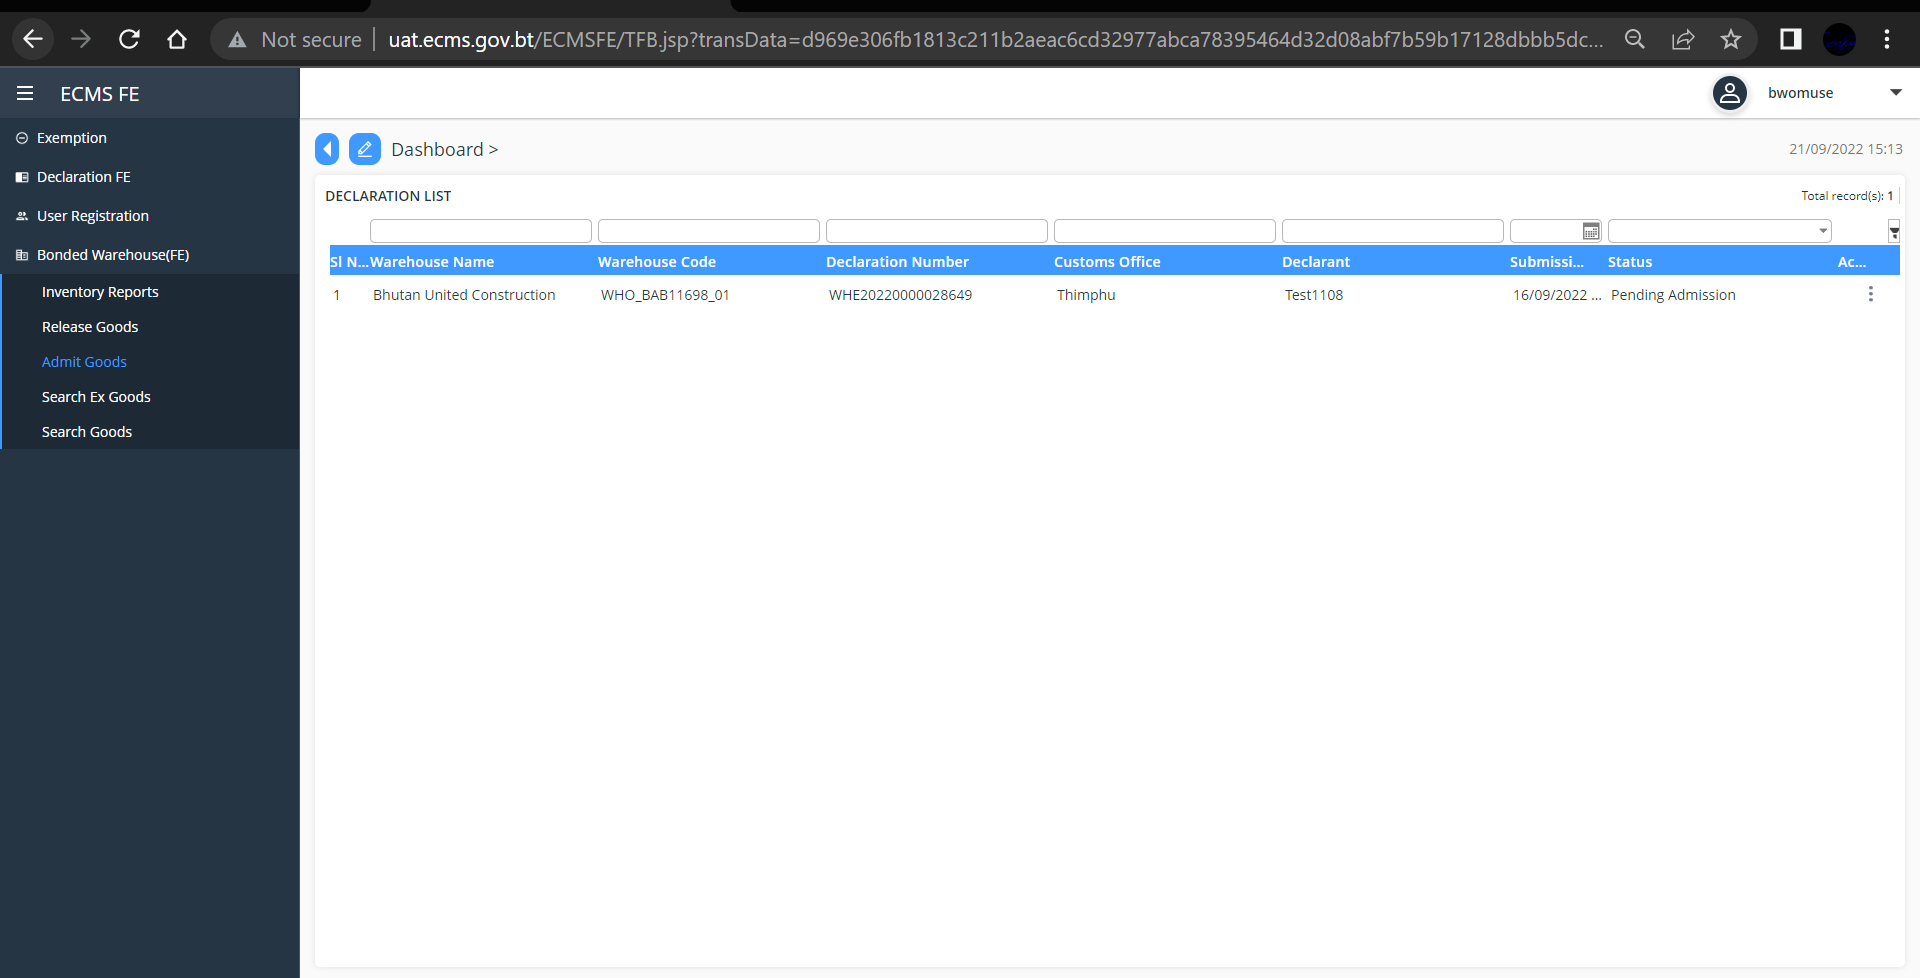 Not secure | uat.ecms.gov.bt/ECMSFE/TFB.jsp?transData=d969e306fb1813c211b2aeac6cd32977abca78395464d32d08abf7b59b17128dbbb5dc...
ECMS FE
bwomuse
Exemption
Declaration FE
User Registration
Bonded Warehouse(FE)
Inventory Reports
Release Goods
Admit Goods
Search Ex Goods
Search Goods
Dashboard >
21/09/2022 15:13
DECLARATION LIST
Total record(s): 1
Sl N... Warehouse Name Warehouse Code Declaration Number Customs Office Declarant Submissi... Status Ac...
1 Bhutan United Construction WHO_BAB11698_01 WHE20220000028649 Thimphu Test1108 16/09/2022 ... Pending Admission